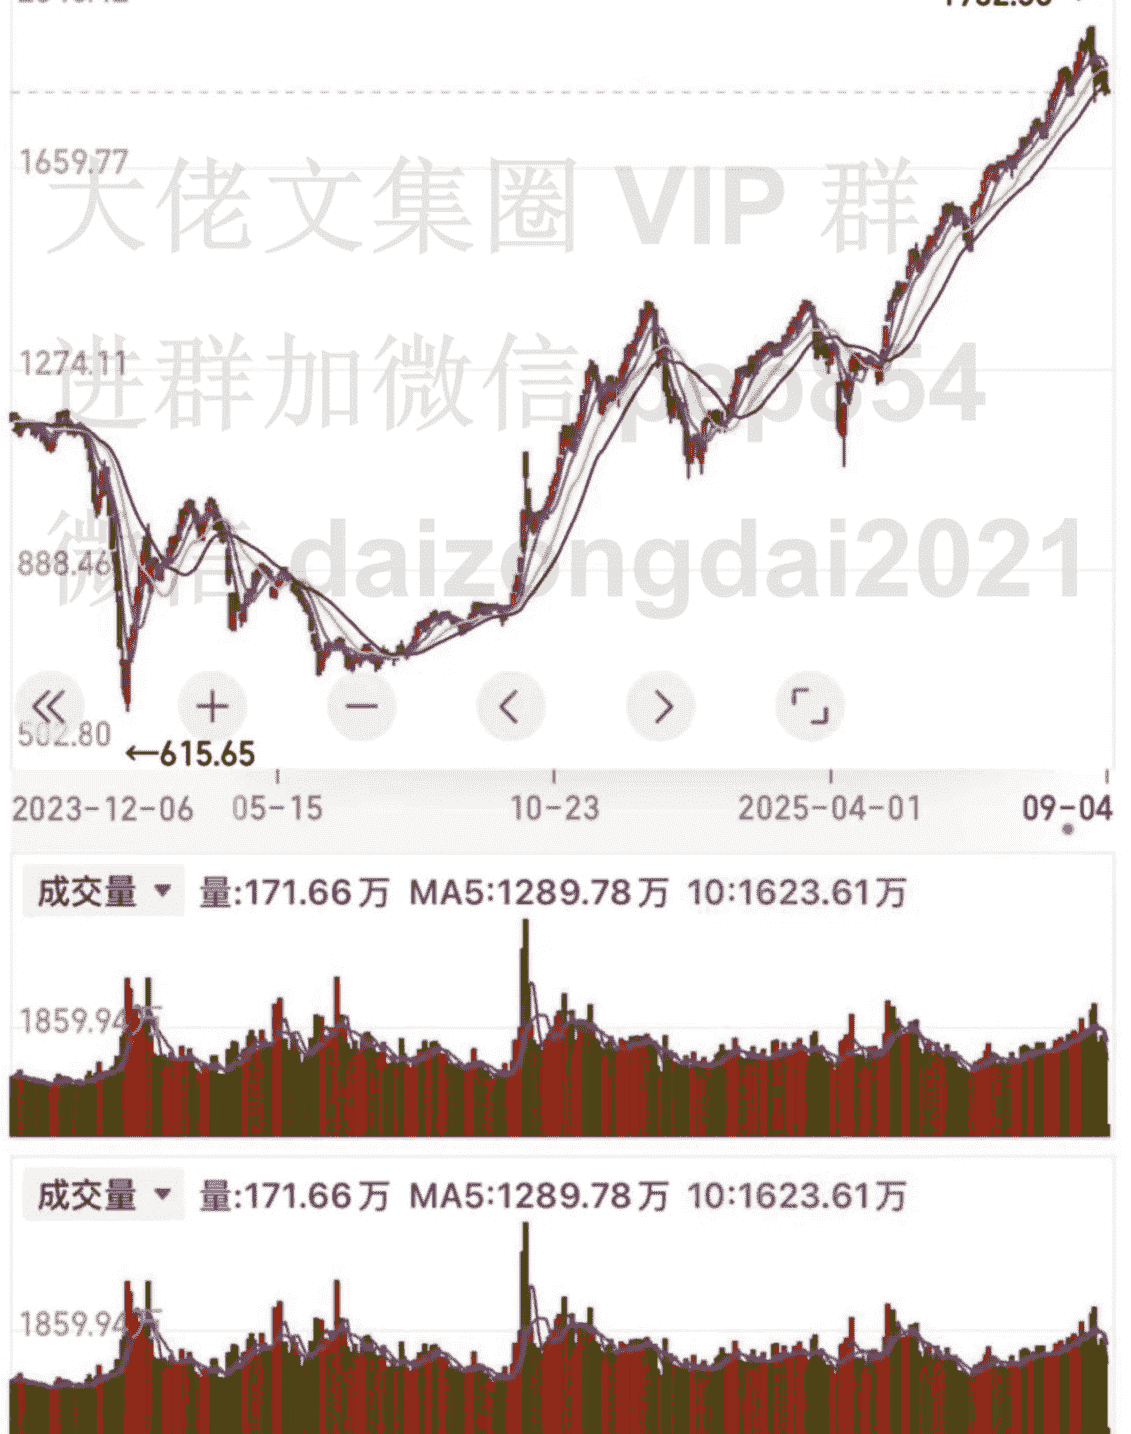 1659.77
大佬文集圈 VIP 群
1274.11
进群加微信 pep854
888.46
微信 daizongdai2021
502.80
←615.65
2023-12-06 05-15 10-23 2025-04-01 09-04
成交量 量:171.66万 MA5:1289.78万 10:1623.61万
1859.94万
成交量 量:171.66万 MA5:1289.78万 10:1623.61万
1859.94万